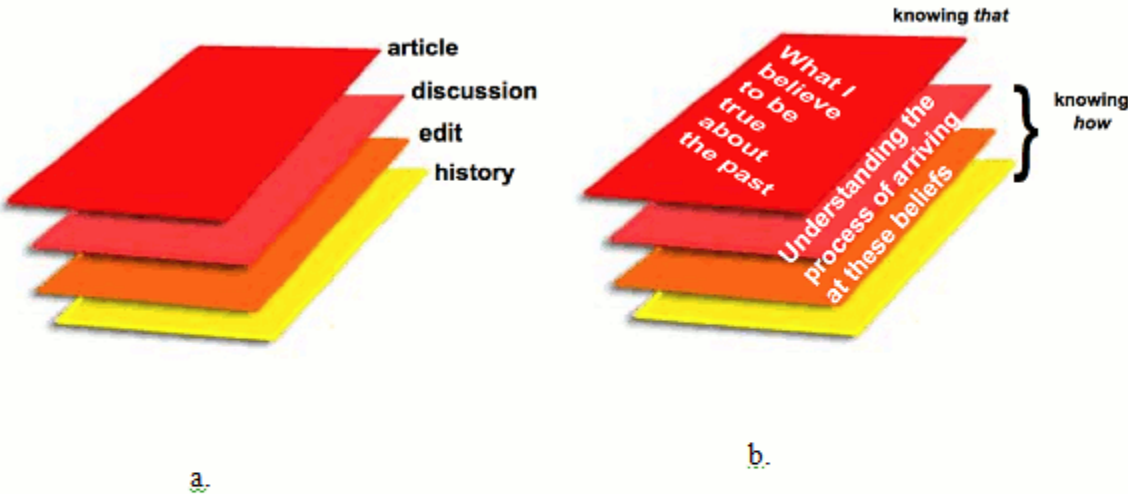 article
discussion
edit
history
a.
knowing that
What I
believe
to be
true
about
the past
Understanding the
process of arriving
at these beliefs
}
knowing
how
b.